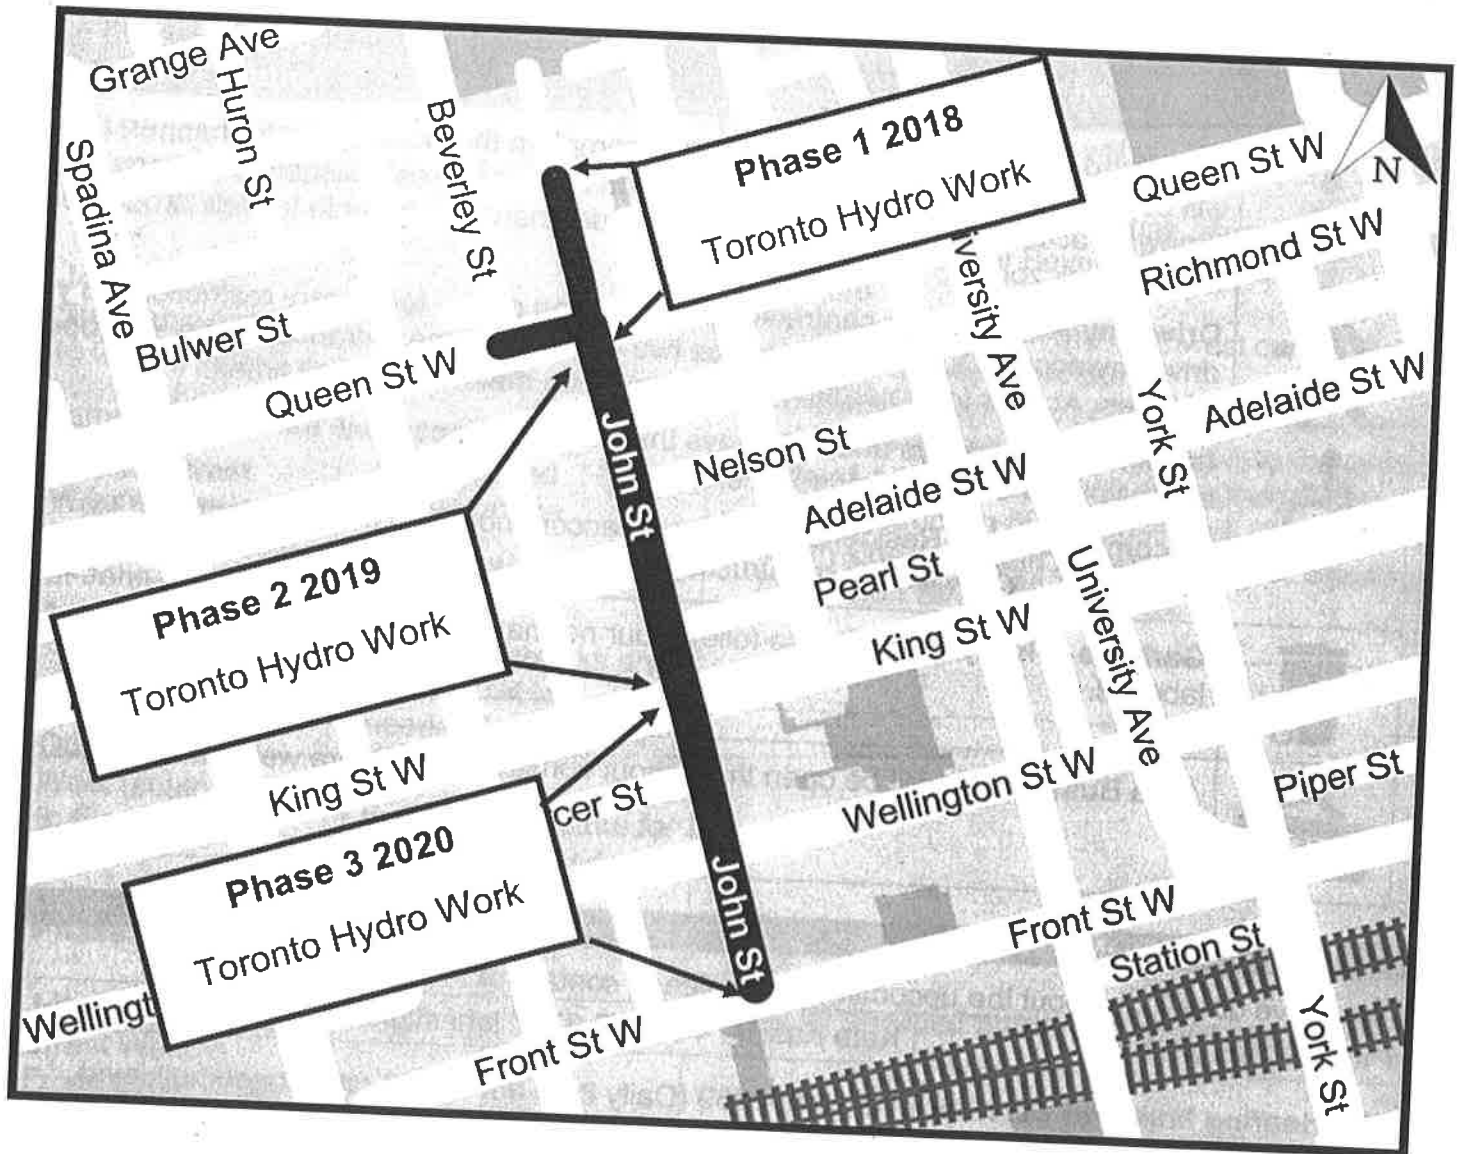 Grange Ave
Huron St
Spadina Ave
Beverley St
Phase 1 2018
Toronto Hydro Work
Queen St W
N
Richmond St W
iversity Ave
Bulwer St
Queen St W
York St
Adelaide St W
John St
Nelson St
Adelaide St W
Pearl St
King St W
University Ave
Phase 2 2019
Toronto Hydro Work
King St W
cer St
Wellington St W
Piper St
Phase 3 2020
Toronto Hydro Work
John St
Front St W
Station St
Wellingt
Front St W
York St